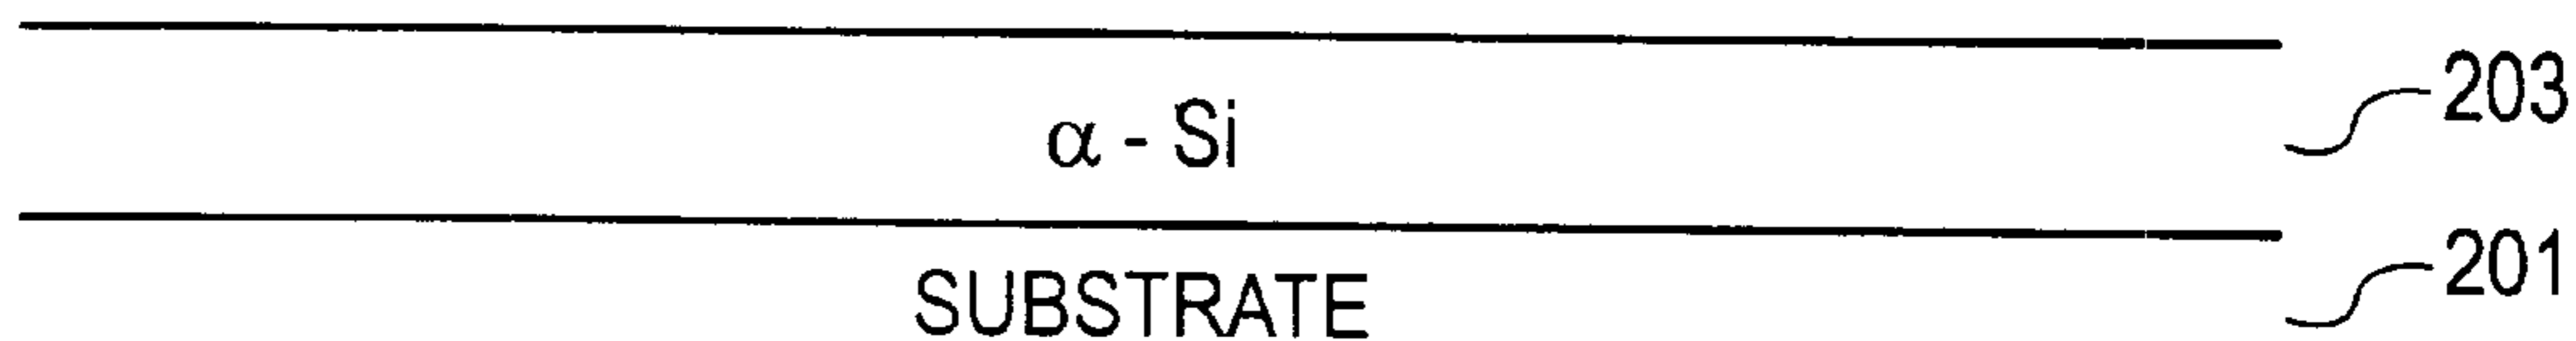 203
α - Si
201
SUBSTRATE